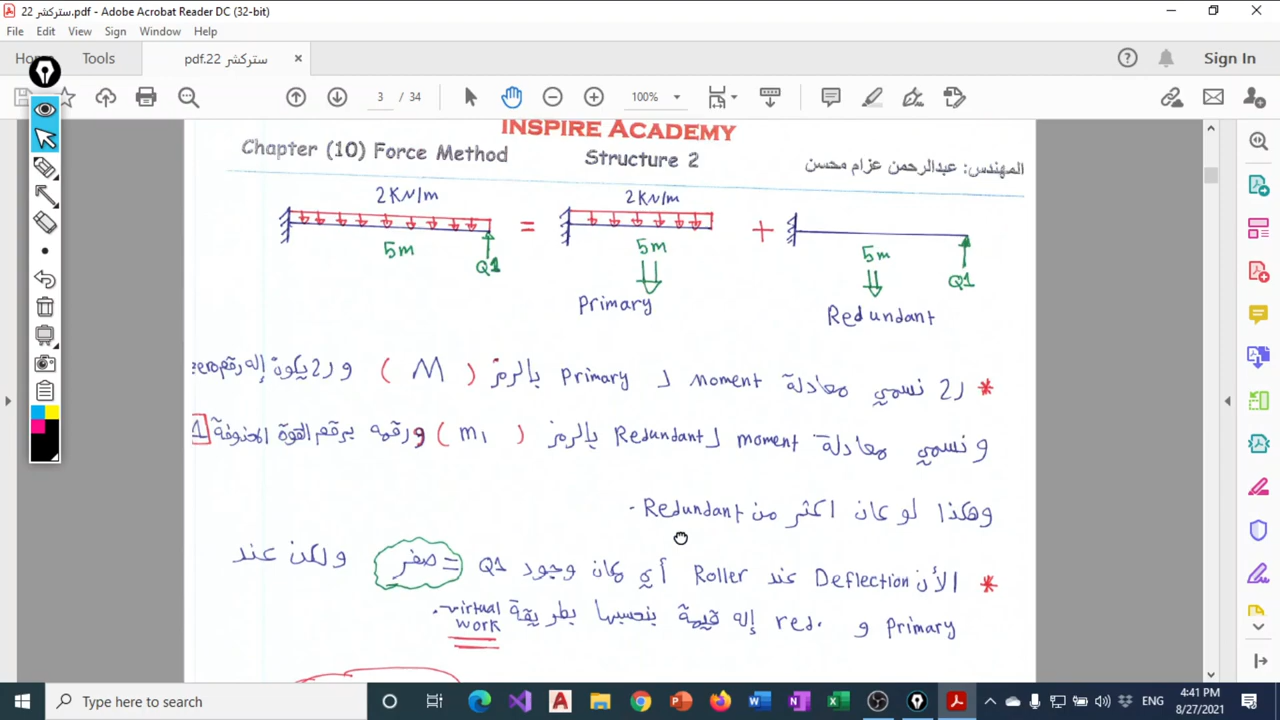 ستركشر 22.pdf - Adobe Acrobat Reader DC (32-bit)
File Edit View Sign Window Help
Tools
ستركشر 22.pdf
Sign In
3 / 34
100%
INSPIRE ACADEMY
Chapter (10) Force Method
Structure 2
المهندس: عبدالرحمن عزام محسن
2KN/m
2KN/m
=
+
5m
5m
5m
Q1
Q1
Primary
Redundant
* رح نسمي معادلة moment لـ Primary بالرمز ( M ) ورح يكون إله رقم zero
ونسمي معادلة moment لـ Redundant بالرمز ( m1 ) ورقمه برقم القوة المحذوفة 1
وهكذا لو كان اكثر من Redundant.
* الأن Deflection عند Roller أي مكان وجود Q1 = صفر ولكن عند
Primary و red. إله قيمة بنحسبها بطريقة virtual work.
Type here to search
ENG
4:41 PM
8/27/2021